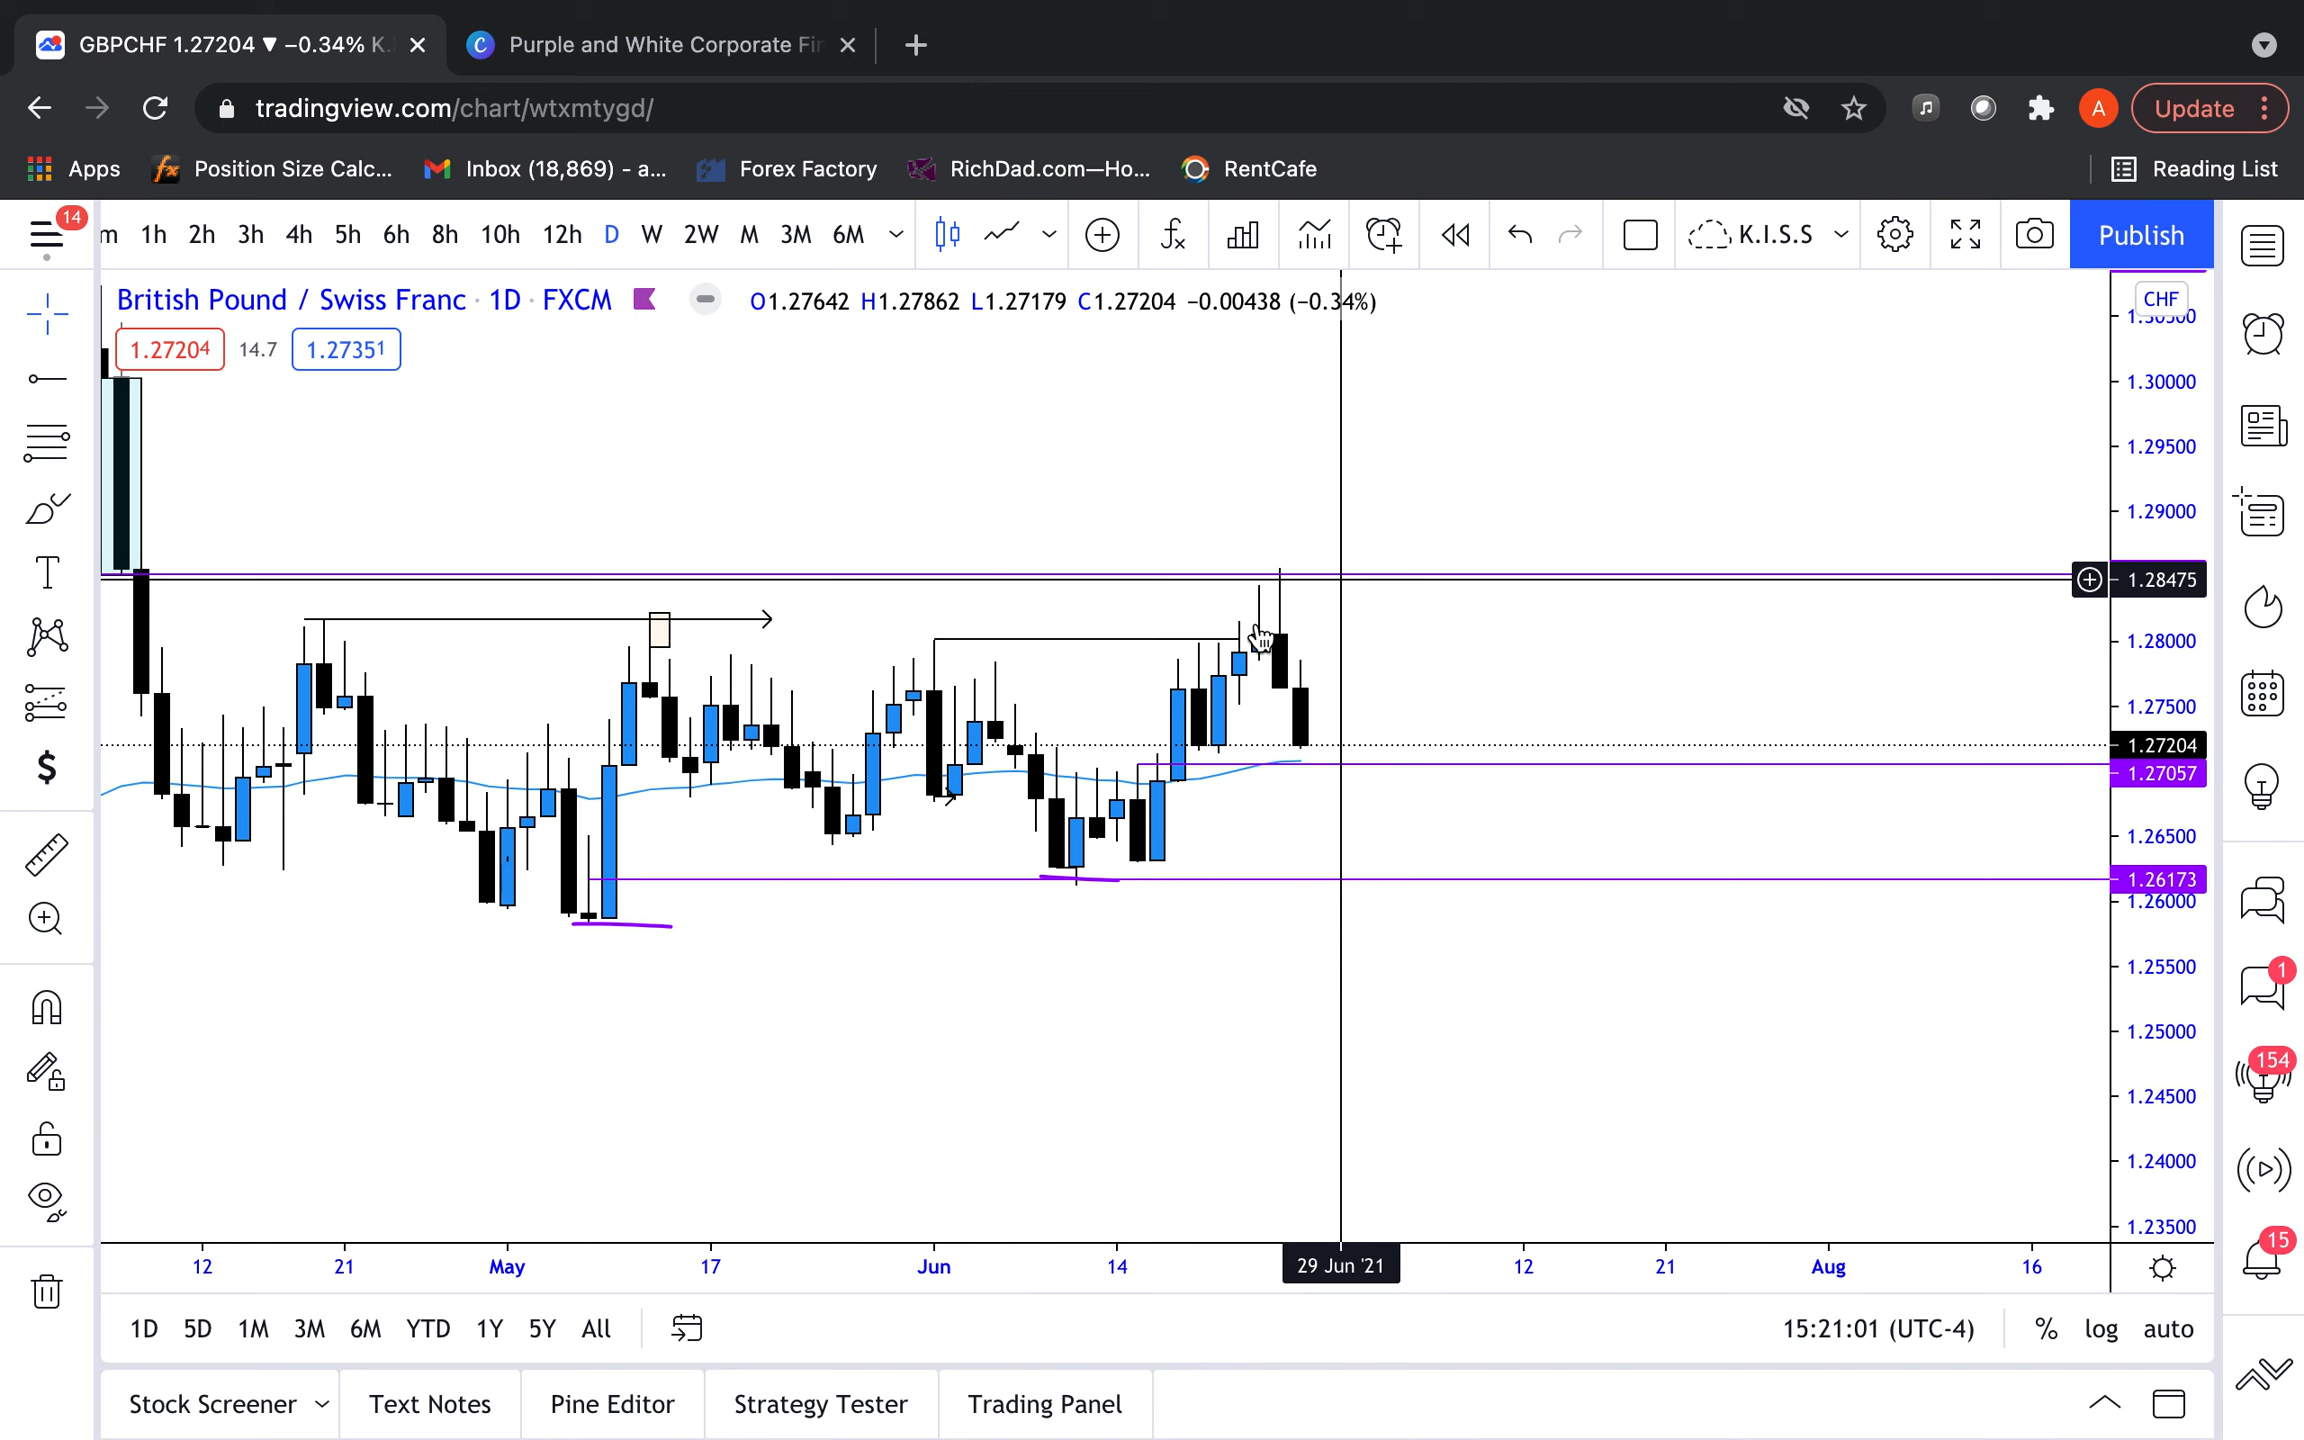 GBPCHF 1.27204 ▼ −0.34% K.
Purple and White Corporate Fin
tradingview.com/chart/wtxmtygd/
A
Update
Apps
Position Size Calc...
Inbox (18,869) - a...
Forex Factory
RichDad.com—Ho...
RentCafe
Reading List
14
m 1h 2h 3h 4h 5h 6h 8h 10h 12h D W 2W M 3M 6M
K.I.S.S
Publish
British Pound / Swiss Franc · 1D · FXCM
O1.27642 H1.27862 L1.27179 C1.27204 −0.00438 (−0.34%)
CHF
1.27204 14.7 1.27351
1.30500
1.30000
1.29500
1.29000
1.28475
1.28000
1.27500
1.27204
1.27057
1.26500
1.26173
1.26000
1.25500
1.25000
1.24500
1.24000
1.23500
1
154
15
12 21 May 17 Jun 14 29 Jun '21 12 21 Aug 16
1D 5D 1M 3M 6M YTD 1Y 5Y All
15:21:01 (UTC-4) % log auto
Stock Screener Text Notes Pine Editor Strategy Tester Trading Panel